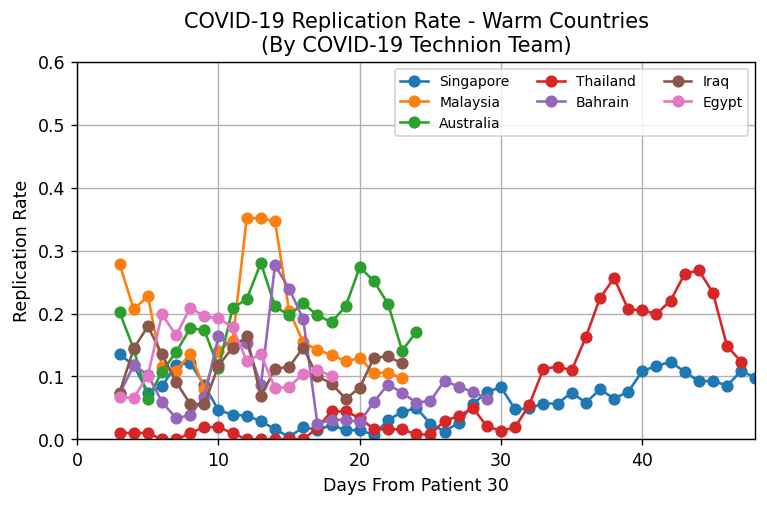 COVID-19 Replication Rate - Warm Countries
(By COVID-19 Technion Team)
Singapore
Malaysia
Australia
Thailand
Bahrain
Iraq
Egypt
Replication Rate
0.6
0.5
0.4
0.3
0.2
0.1
0.0
0 10 20 30 40
Days From Patient 30